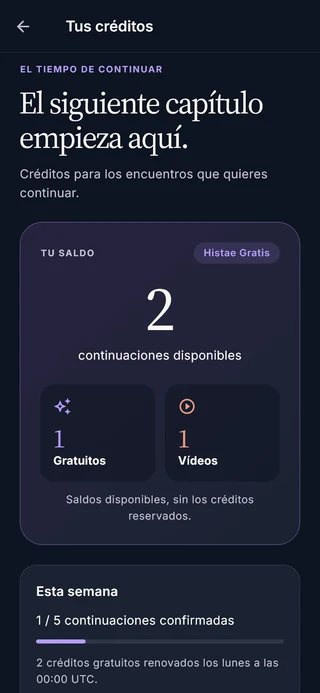 Tus créditos
EL TIEMPO DE CONTINUAR
El siguiente capítulo
empieza aquí.
Créditos para los encuentros que quieres
continuar.
TU SALDO
Histae Gratis
2
continuaciones disponibles
1
Gratuitos
1
Vídeos
Saldos disponibles, sin los créditos
reservados.
Esta semana
1 / 5 continuaciones confirmadas
2 créditos gratuitos renovados los lunes a las
00:00 UTC.